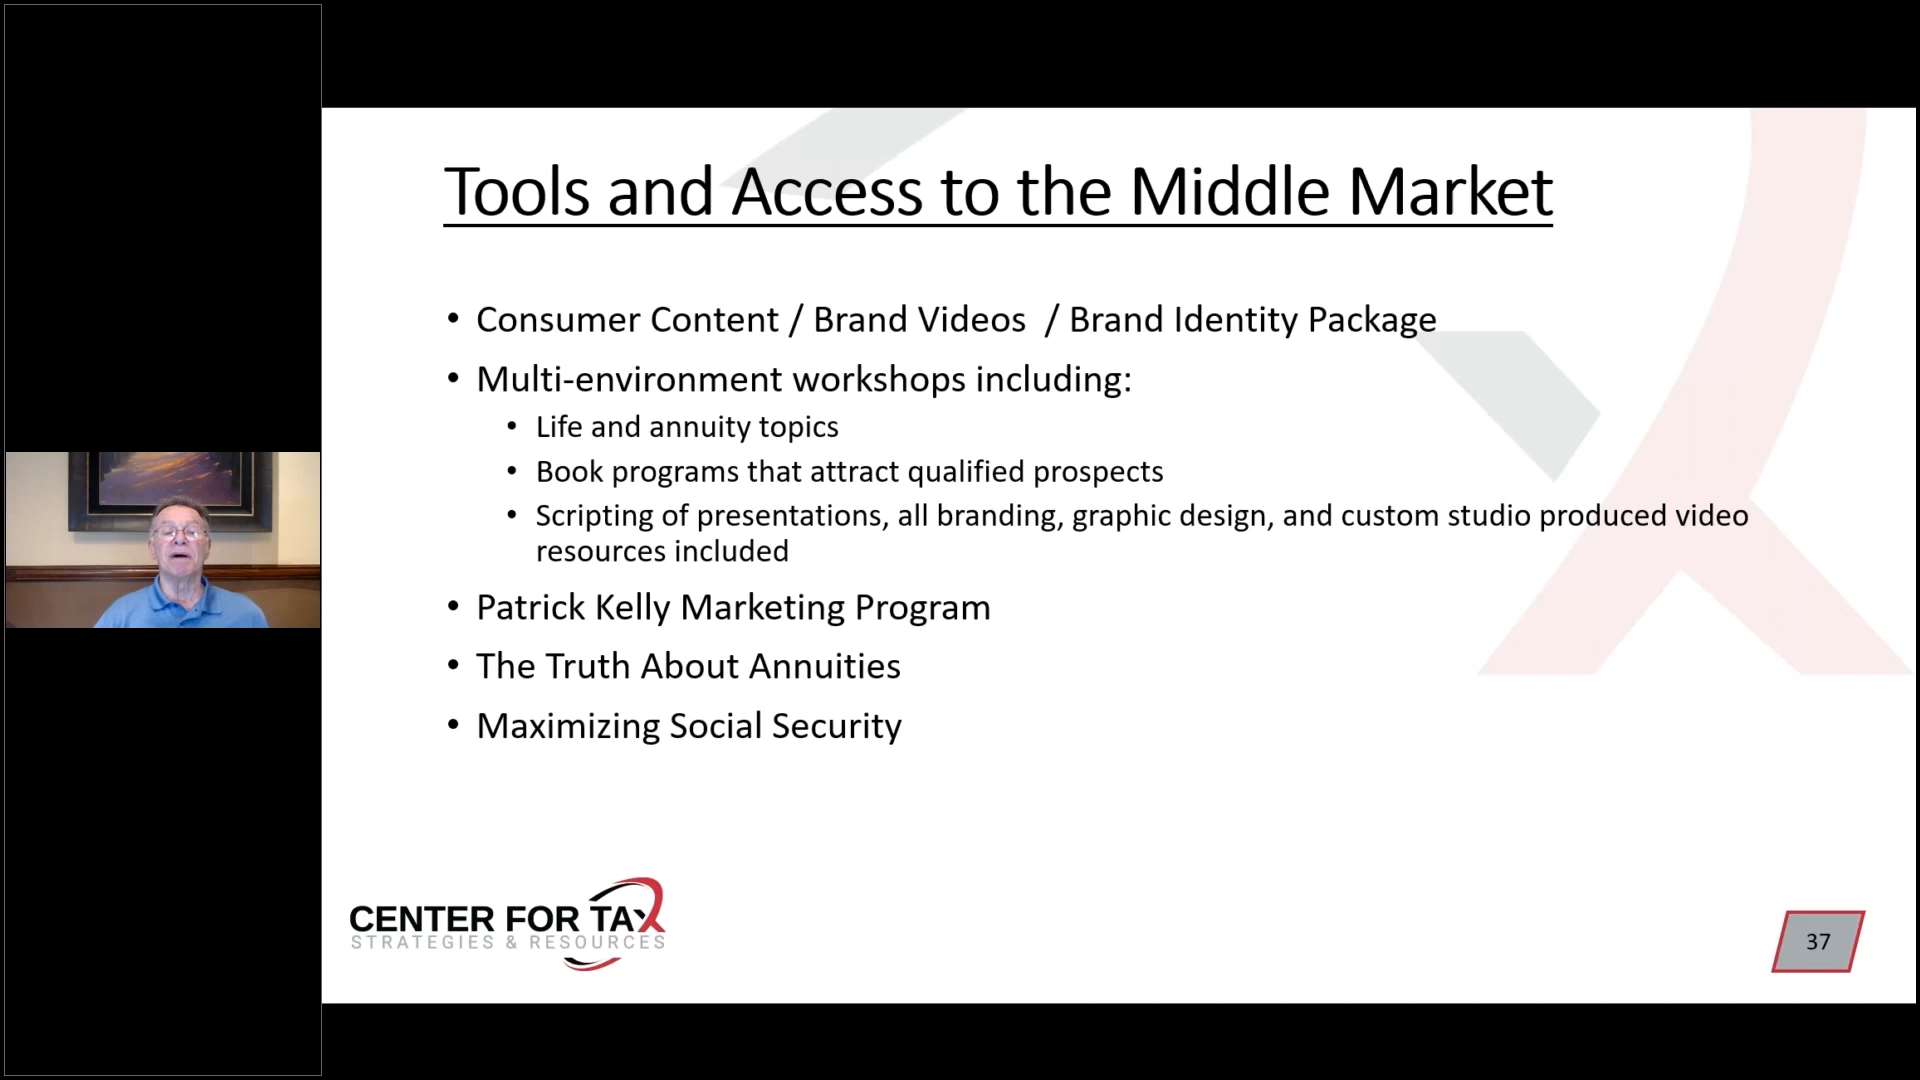 Tools and Access to the Middle Market
• Consumer Content / Brand Videos / Brand Identity Package
• Multi-environment workshops including:
• Life and annuity topics
• Book programs that attract qualified prospects
• Scripting of presentations, all branding, graphic design, and custom studio produced video
resources included
• Patrick Kelly Marketing Program
• The Truth About Annuities
• Maximizing Social Security
CENTER FOR TAX
STRATEGIES & RESOURCES
37